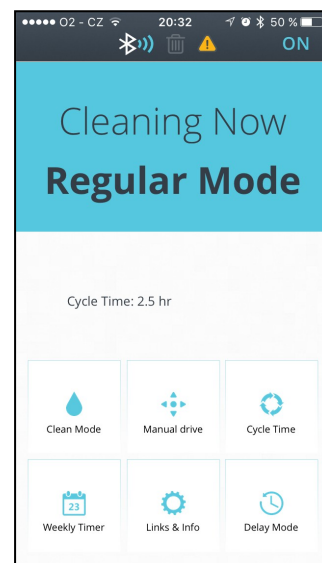 O2 - CZ 20:32 50 %
ON
Cleaning Now
Regular Mode
Cycle Time: 2.5 hr
Clean Mode Manual drive Cycle Time
23
Weekly Timer Links & Info Delay Mode